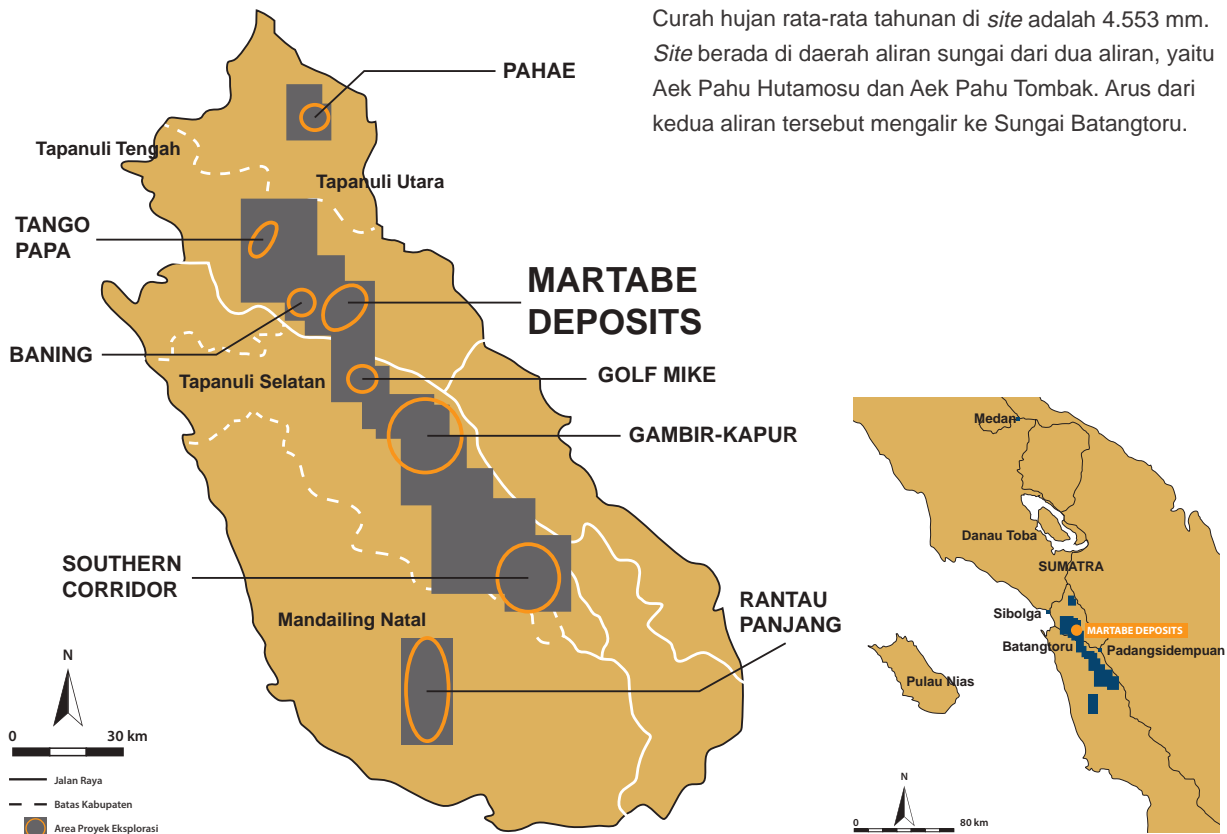 Curah hujan rata-rata tahunan di site adalah 4.553 mm.
Site berada di daerah aliran sungai dari dua aliran, yaitu
Aek Pahu Hutamosu dan Aek Pahu Tombak. Arus dari
kedua aliran tersebut mengalir ke Sungai Batangtoru.
PAHAE
Tapanuli Tengah
Tapanuli Utara
TANGO
PAPA
MARTABE
DEPOSITS
BANING
Tapanuli Selatan
GOLF MIKE
GAMBIR-KAPUR
SOUTHERN
CORRIDOR
Mandailing Natal
RANTAU
PANJANG
N
0 30 km
Jalan Raya
Batas Kabupaten
Area Proyek Eksplorasi
Medan
Danau Toba
SUMATRA
Sibolga
MARTABE DEPOSITS
Batangtoru
Padangsidempuan
Pulau Nias
N
0 80 km